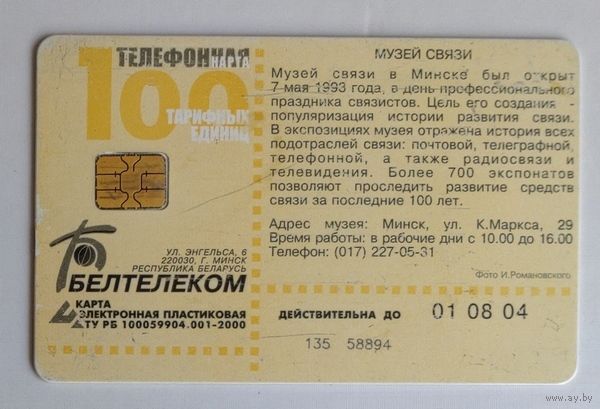 ТЕЛЕФОННАЯ
КАРТА
100
ТАРИФНЫХ
ЕДИНИЦ
УЛ. ЭНГЕЛЬСА, 6
220030, Г. МИНСК
РЕСПУБЛИКА БЕЛАРУСЬ
БЕЛТЕЛЕКОМ
КАРТА
ЭЛЕКТРОННАЯ ПЛАСТИКОВАЯ
ТУ РБ 100059904.001-2000
МУЗЕЙ СВЯЗИ
Музей связи в Минске был открыт
7 мая 1993 года, в день профессионального
праздника связистов. Цель его создания -
популяризация истории развития связи.
В экспозициях музея отражена история всех
подотраслей связи: почтовой, телеграфной,
телефонной, а также радиосвязи и
телевидения. Более 700 экспонатов
позволяют проследить развитие средств
связи за последние 100 лет.
Адрес музея: Минск, ул. К.Маркса, 29
Время работы: в рабочие дни с 10.00 до 16.00
Телефон: (017) 227-05-31
Фото И.Романовского
ДЕЙСТВИТЕЛЬНА ДО 01 08 04
135 58894
www.ay.by